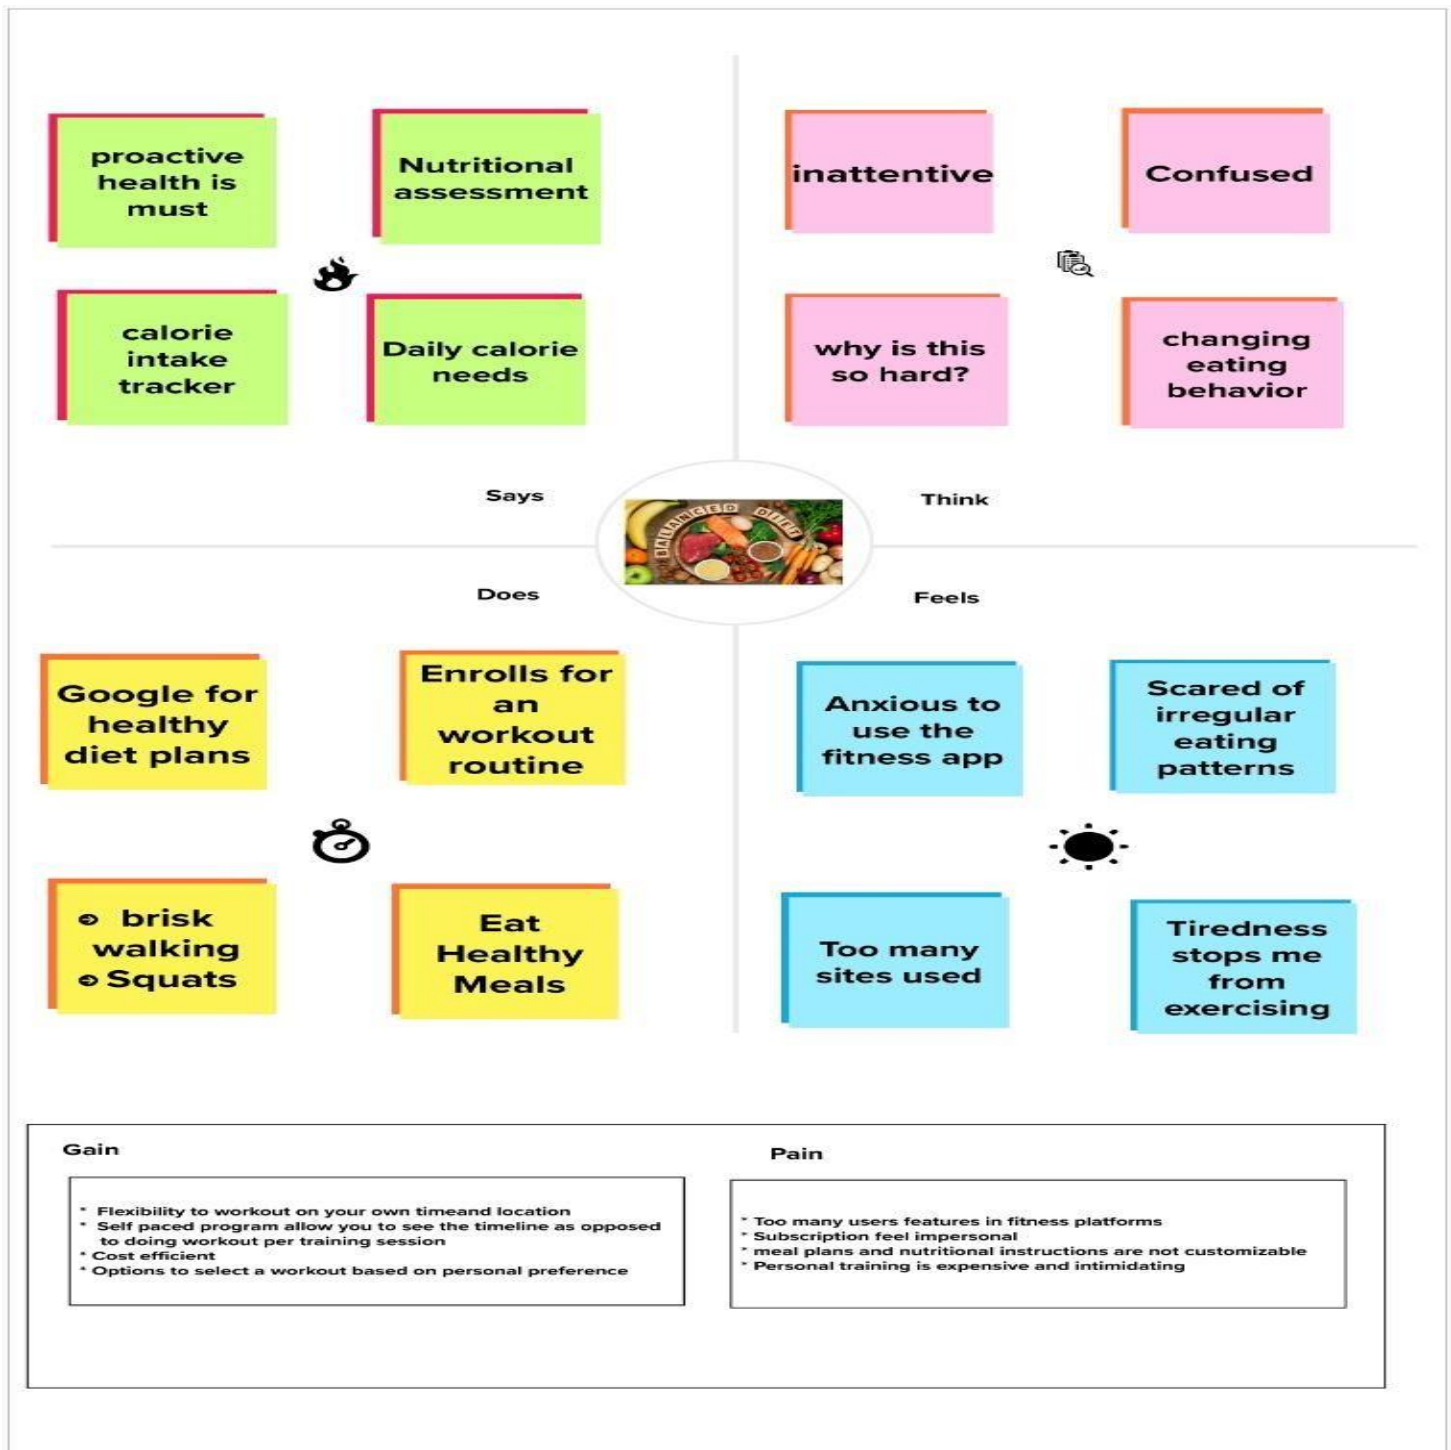 proactive
health is
must
Nutritional
assessment
calorie
intake
tracker
Daily calorie
needs
Says
inattentive
Confused
why is this
so hard?
changing
eating
behavior
Think
BALANCED DIET
Does
Google for
healthy
diet plans
Enrolls for
an
workout
routine
brisk
walking
Squats
Eat
Healthy
Meals
Feels
Anxious to
use the
fitness app
Scared of
irregular
eating
patterns
Too many
sites used
Tiredness
stops me
from
exercising
Gain
* Flexibility to workout on your own timeand location
* Self paced program allow you to see the timeline as opposed
to doing workout per training session
* Cost efficient
* Options to select a workout based on personal preference
Pain
* Too many users features in fitness platforms
* Subscription feel impersonal
* meal plans and nutritional instructions are not customizable
* Personal training is expensive and intimidating